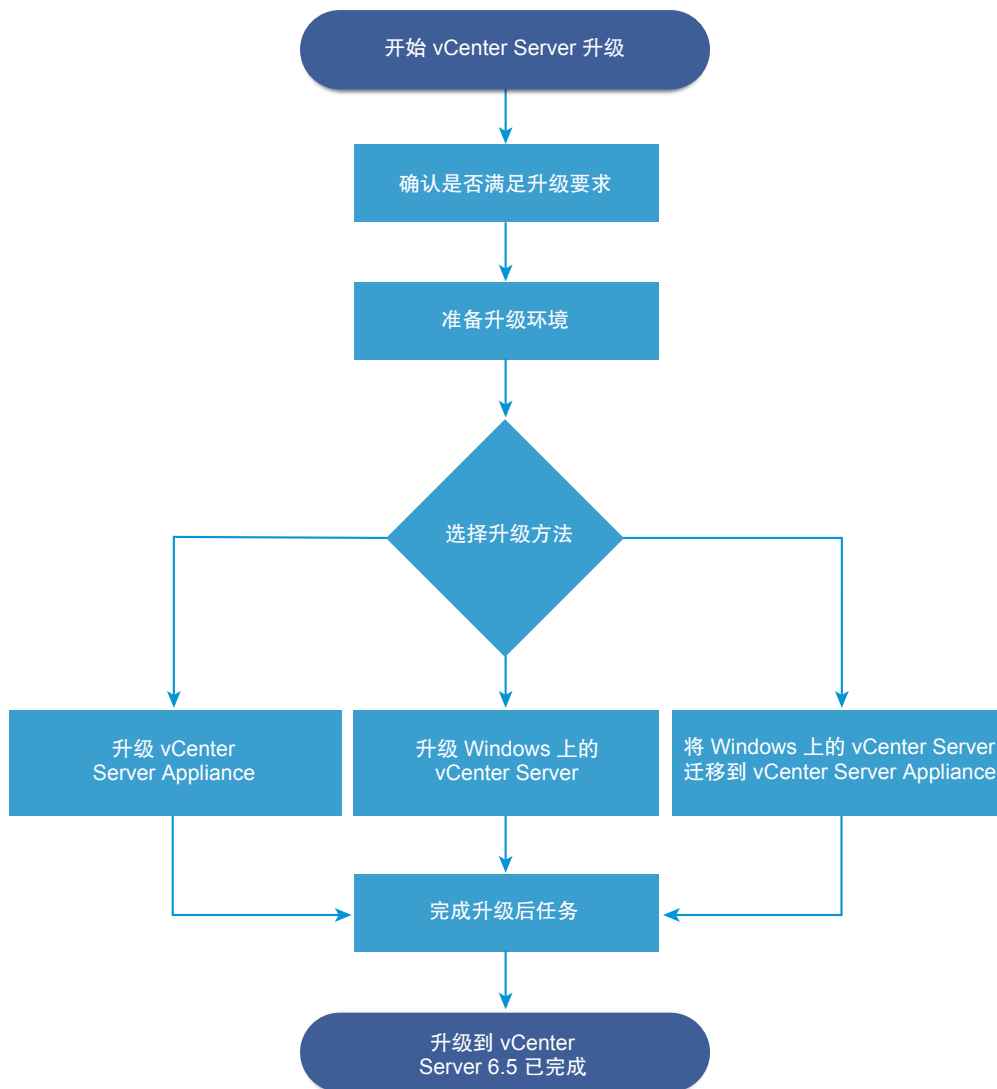 开始 vCenter Server 升级
确认是否满足升级要求
准备升级环境
选择升级方法
升级 vCenter
Server Appliance
升级 Windows 上的
vCenter Server
将 Windows 上的 vCenter Server
迁移到 vCenter Server Appliance
完成升级后任务
升级到 vCenter
Server 6.5 已完成